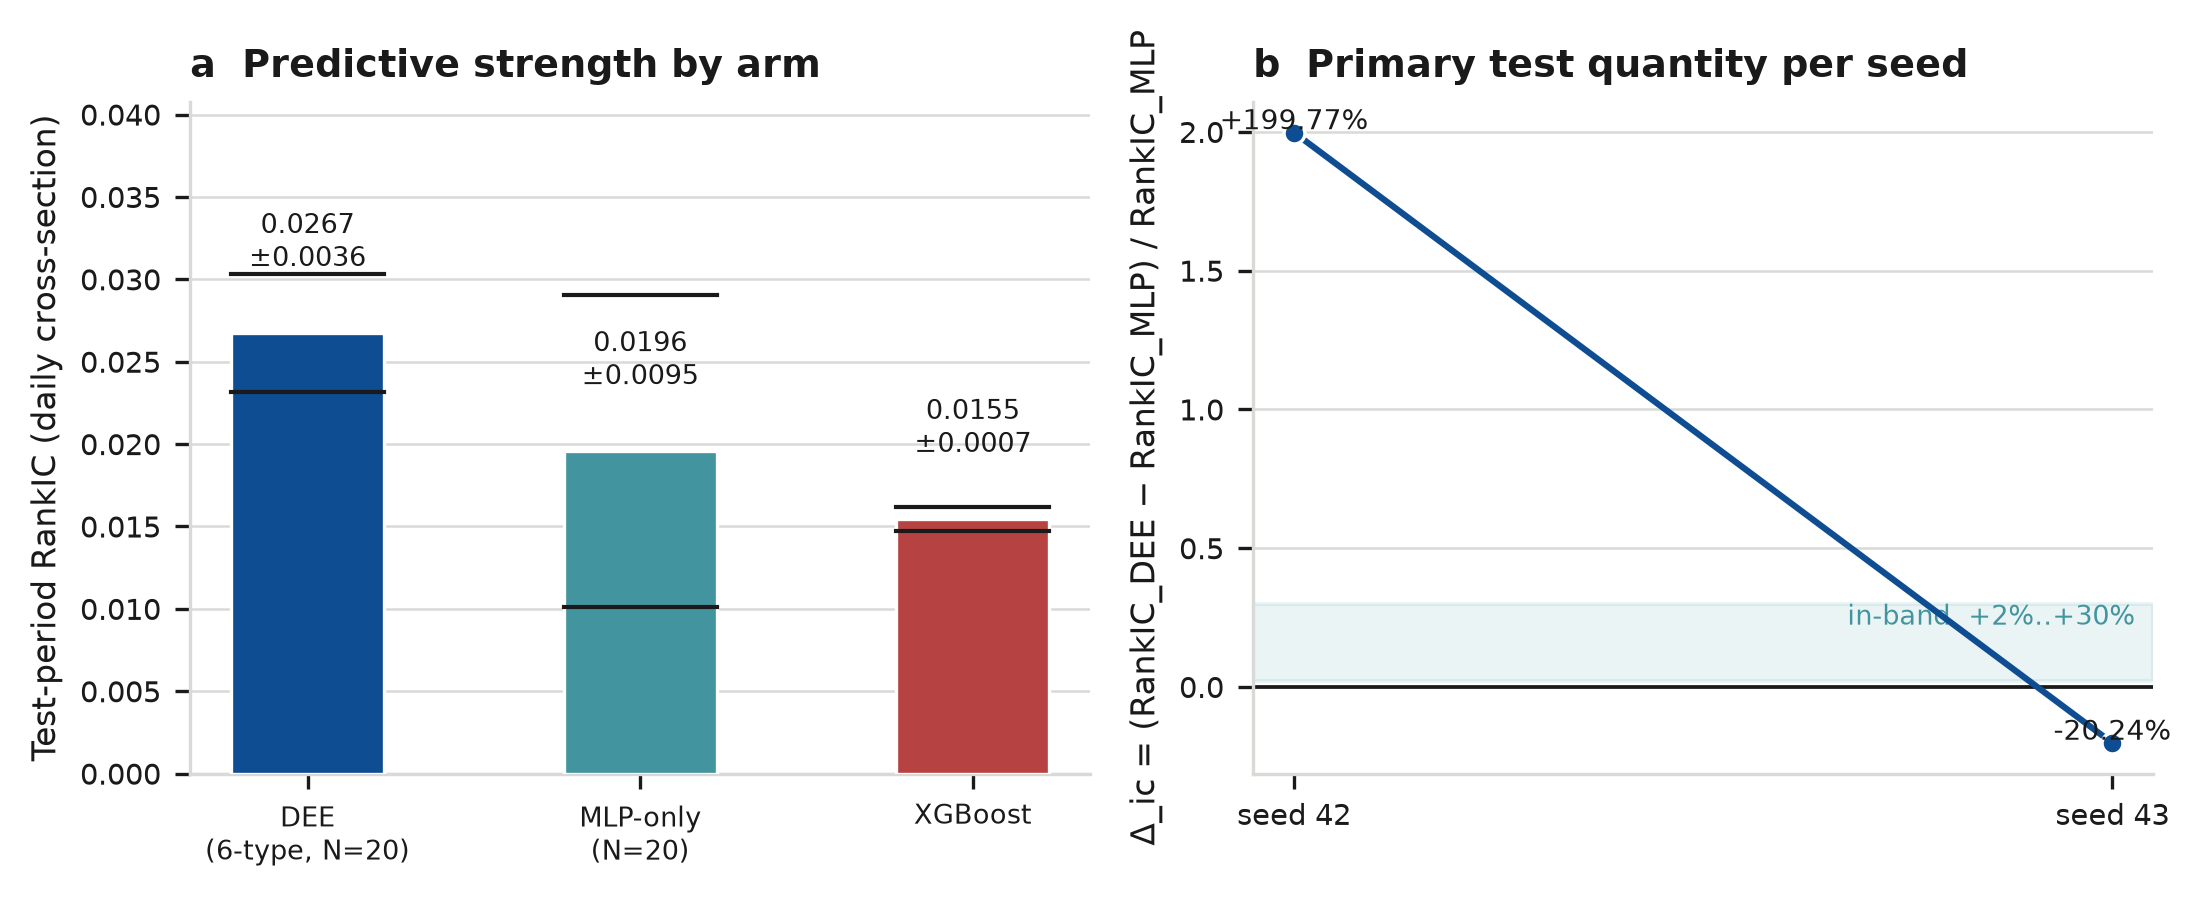 a Predictive strength by arm
Test-period RankIC (daily cross-section)
0.040
0.035
0.030
0.025
0.020
0.015
0.010
0.005
0.000
0.0267
±0.0036
0.0196
±0.0095
0.0155
±0.0007
DEE
(6-type, N=20)
MLP-only
(N=20)
XGBoost
b Primary test quantity per seed
Δ_ic = (RankIC_DEE − RankIC_MLP) / RankIC_MLP
2.0
1.5
1.0
0.5
0.0
+199.77%
in-band +2%..+30%
-20.24%
seed 42
seed 43